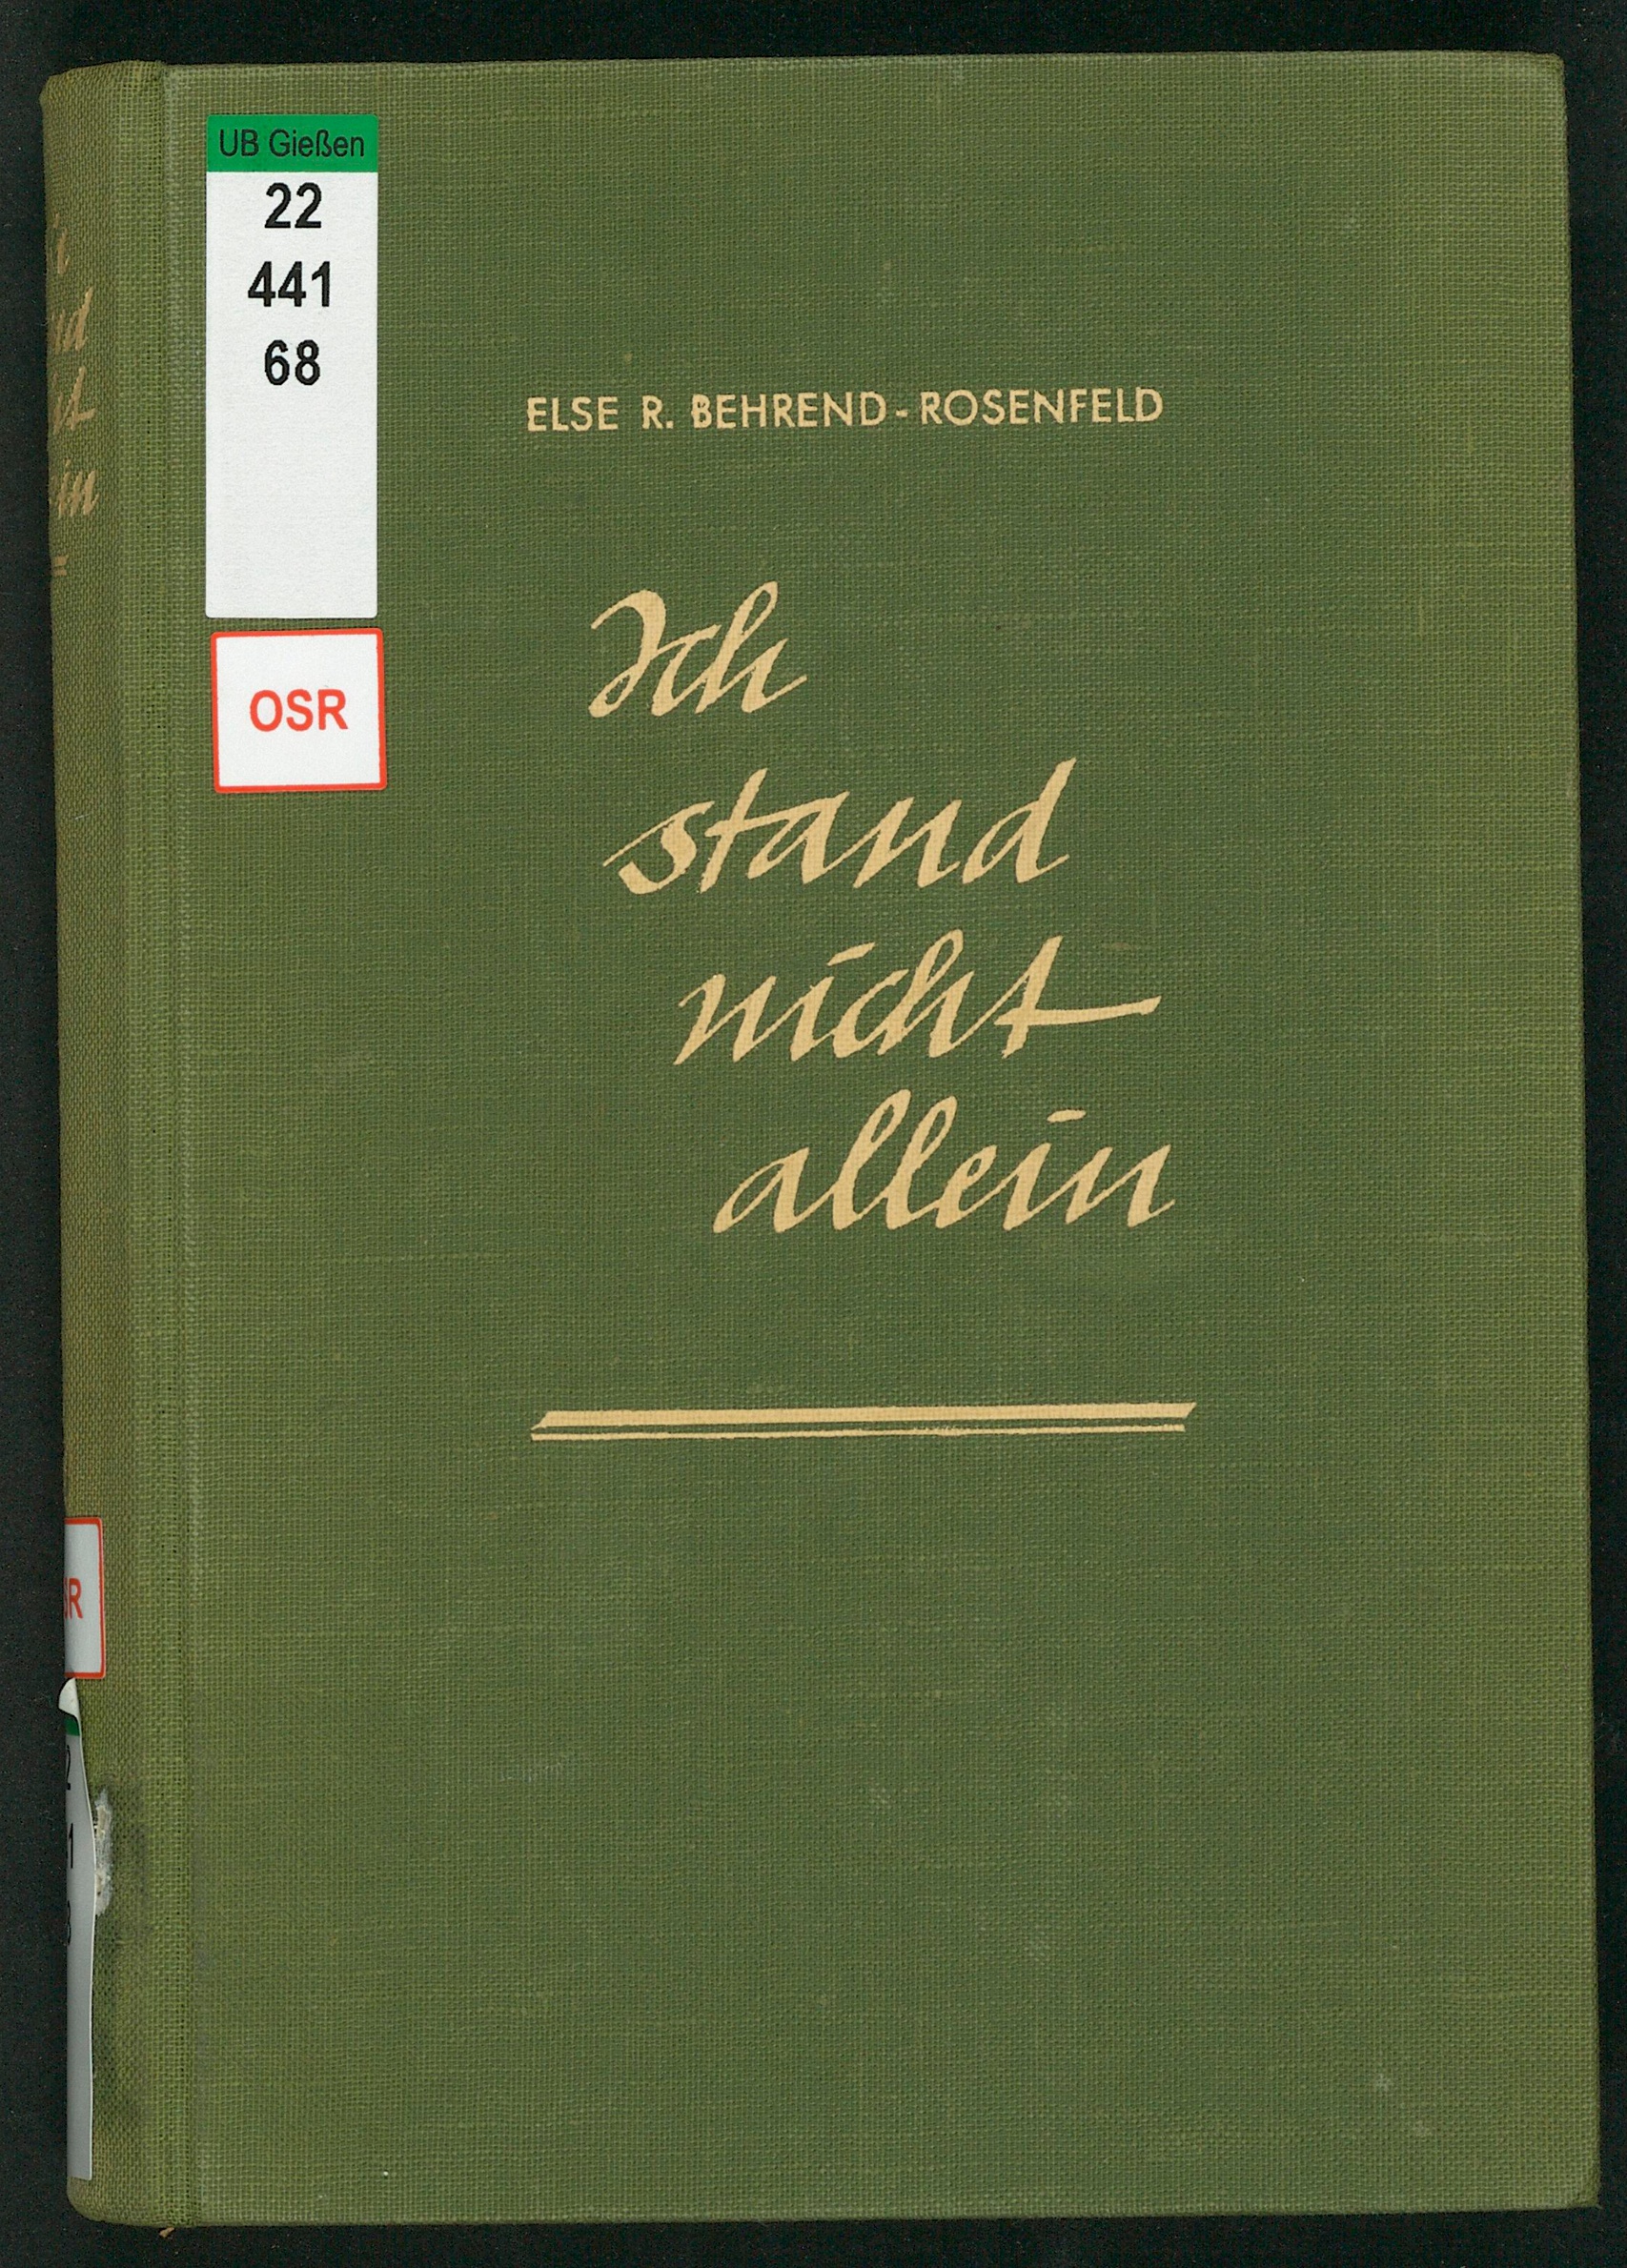 UB Gießen
22
441
68
OSR
ELSE R. BEHREND-ROSENFELD
Ich
stand
nicht
allein